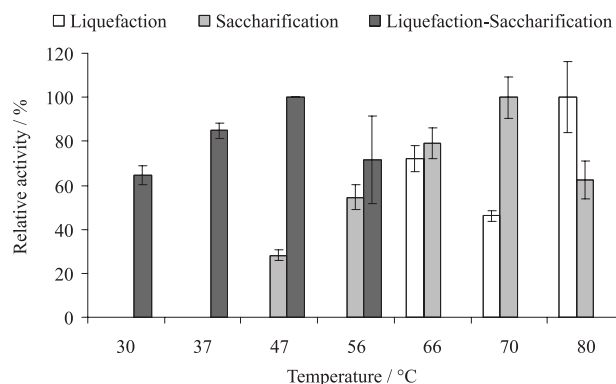 Liquefaction Saccharification Liquefaction-Saccharification
120
100
80
60
40
20
0
Relative activity / %
30 37 47 56 66 70 80
Temperature / °C